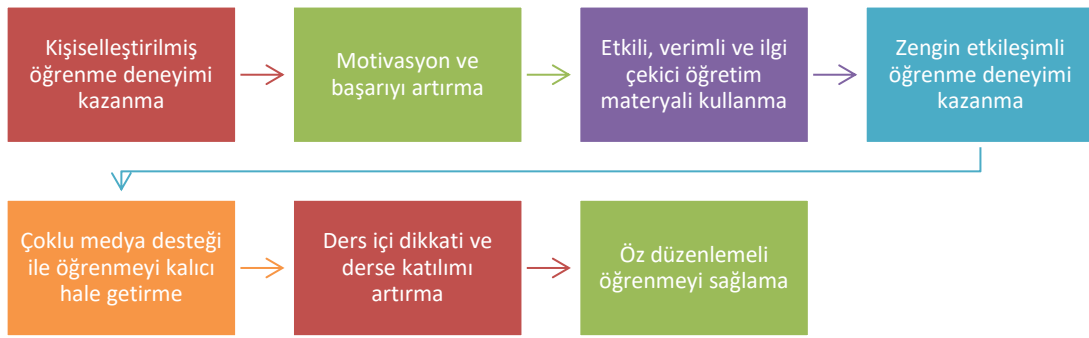 Kişiselleştirilmiş
öğrenme deneyimi
kazanma
Motivasyon ve
başarıyı artırma
Etkili, verimli ve ilgi
çekici öğretim
materyali kullanma
Zengin etkileşimli
öğrenme deneyimi
kazanma
Çoklu medya desteği
ile öğrenmeyi kalıcı
hale getirme
Ders içi dikkati ve
derse katılımı
artırma
Öz düzenlemeli
öğrenmeyi sağlama